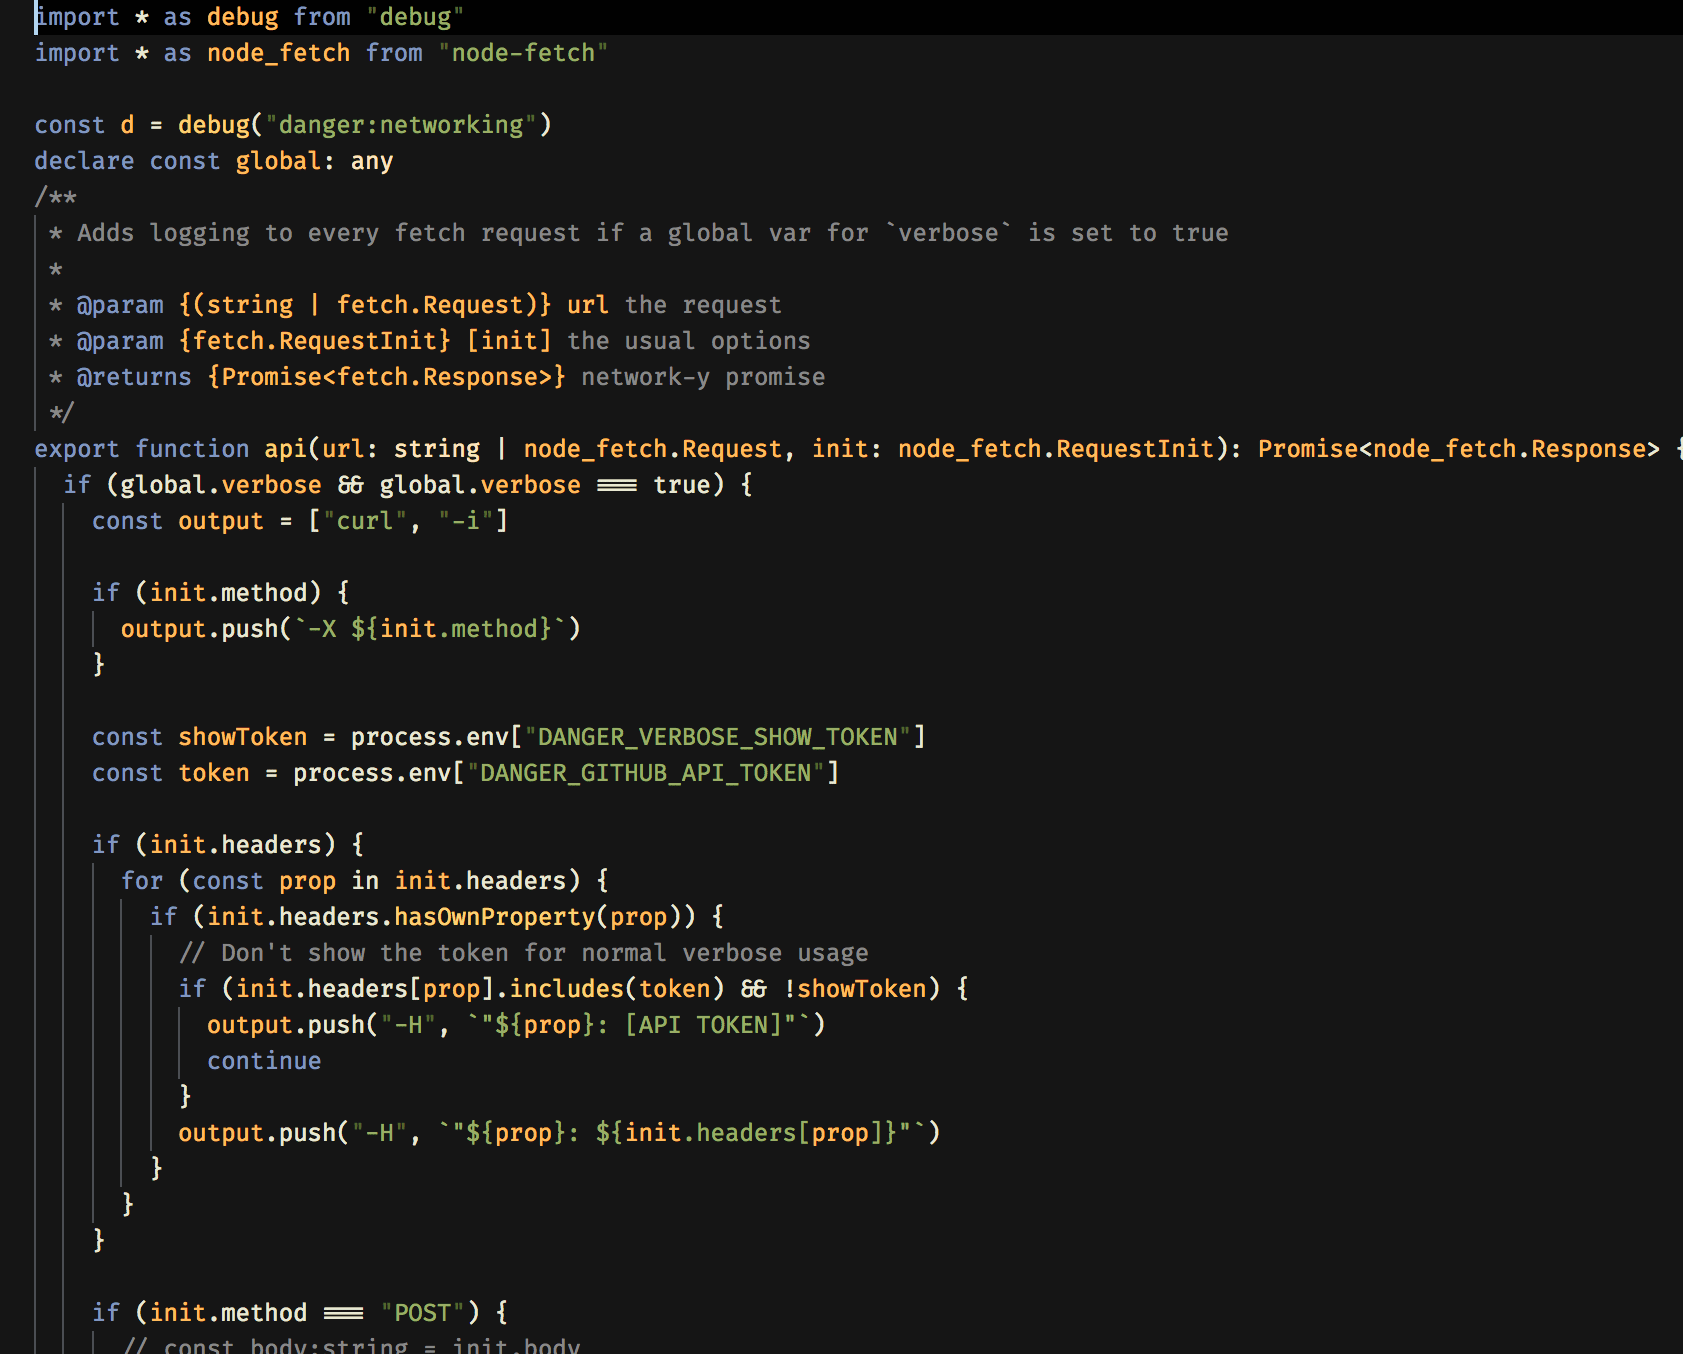 import * as debug from "debug"
import * as node_fetch from "node-fetch"
const d = debug("danger:networking")
declare const global: any
/**
* Adds logging to every fetch request if a global var for `verbose` is set to true
*
* @param {(string | fetch.Request)} url the request
* @param {fetch.RequestInit} [init] the usual options
* @returns {Promise<fetch.Response>} network-y promise
*/
export function api(url: string | node_fetch.Request, init: node_fetch.RequestInit): Promise<node_fetch.Response> {
if (global.verbose && global.verbose === true) {
const output = ["curl", "-i"]
if (init.method) {
output.push(`-X ${init.method}`)
}
const showToken = process.env["DANGER_VERBOSE_SHOW_TOKEN"]
const token = process.env["DANGER_GITHUB_API_TOKEN"]
if (init.headers) {
for (const prop in init.headers) {
if (init.headers.hasOwnProperty(prop)) {
// Don't show the token for normal verbose usage
if (init.headers[prop].includes(token) && !showToken) {
output.push("-H", `"${prop}: [API TOKEN]"`)
continue
}
output.push("-H", `"${prop}: ${init.headers[prop]}"`)
}
}
}
if (init.method === "POST") {
// const body:string = init.body